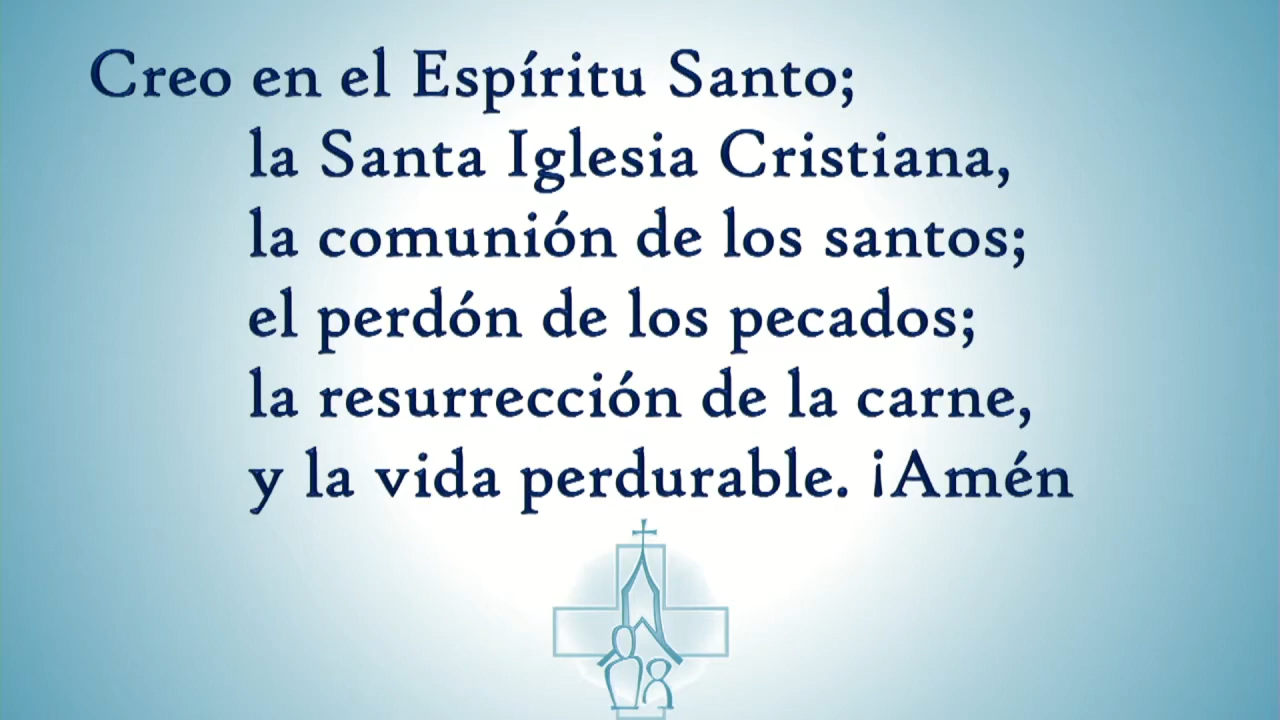 Creo en el Espíritu Santo;
la Santa Iglesia Cristiana,
la comunión de los santos;
el perdón de los pecados;
la resurrección de la carne,
y la vida perdurable. ¡Amén